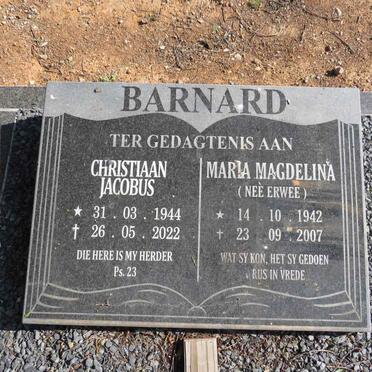 BARNARD
TER GEDAGTENIS AAN
CHRISTIAAN
JACOBUS
★ 31 . 03 . 1944
✝ 26 . 05 . 2022
DIE HERE IS MY HERDER
Ps. 23
MARIA MAGDELINA
( NEÈ ERWEE )
★ 14 . 10 . 1942
✝ 23 . 09 . 2007
WAT SY KON, HET SY GEDOEN
RUS IN VREDE